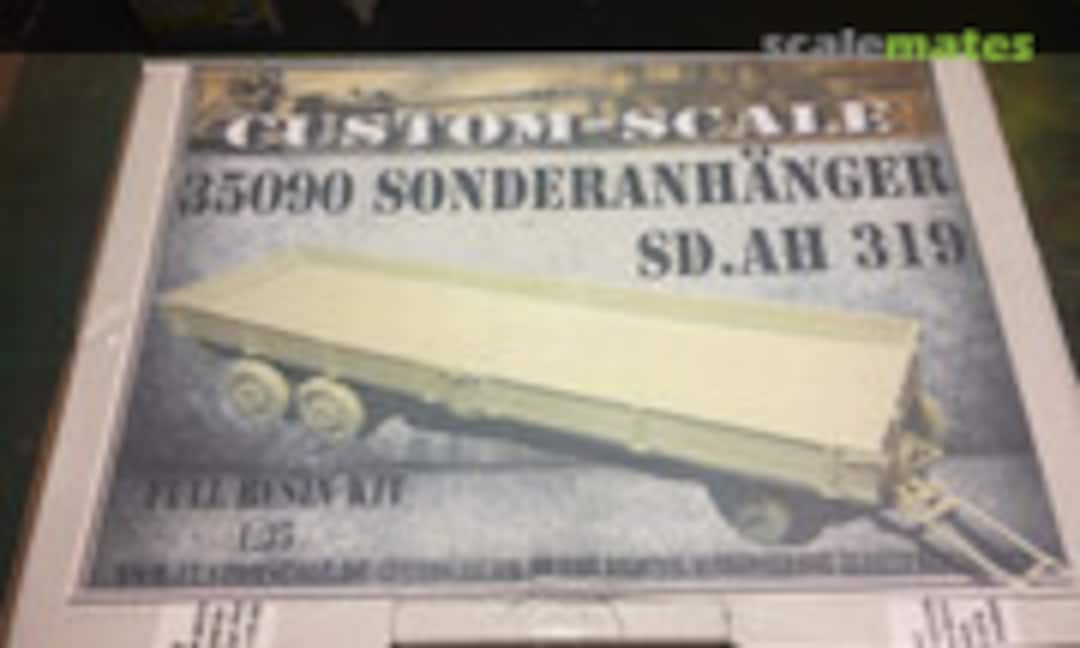 scalemates
CUSTOM-SCALE
35090 SONDERANHÄNGER
SD.AH 319
FULL RESIN KIT
1:35